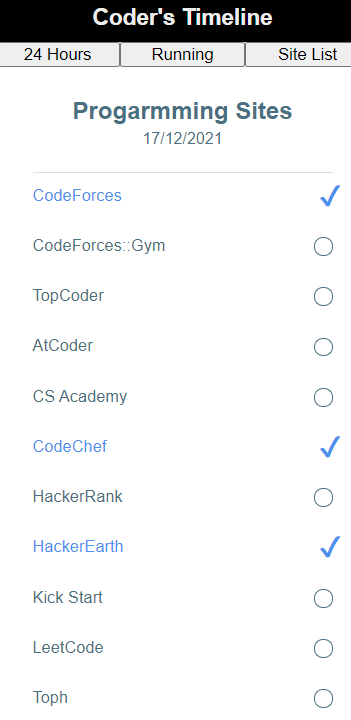 Coder's Timeline
24 Hours Running Site List
Progarmming Sites
17/12/2021
CodeForces
CodeForces::Gym
TopCoder
AtCoder
CS Academy
CodeChef
HackerRank
HackerEarth
Kick Start
LeetCode
Toph